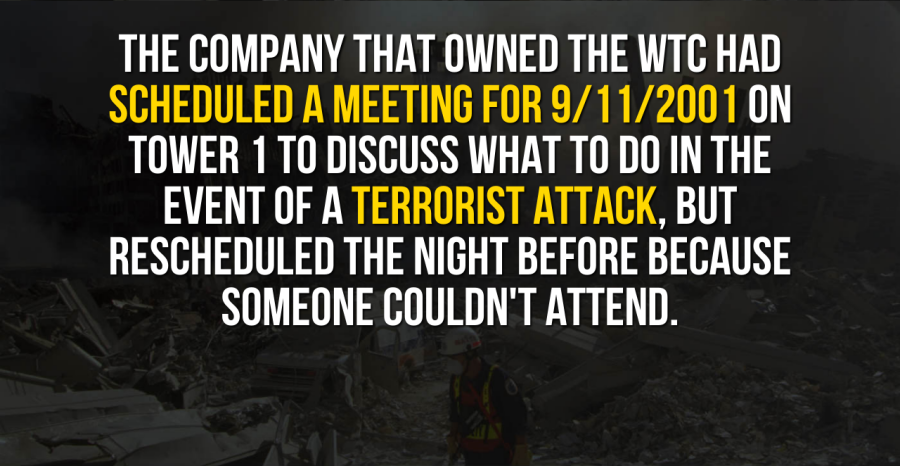 THE COMPANY THAT OWNED THE WTC HAD
SCHEDULED A MEETING FOR 9/11/2001 ON
TOWER 1 TO DISCUSS WHAT TO DO IN THE
EVENT OF A TERRORIST ATTACK, BUT
RESCHEDULED THE NIGHT BEFORE BECAUSE
SOMEONE COULDN'T ATTEND.